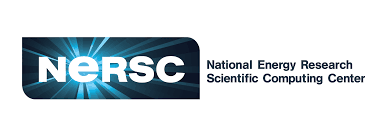 NeRSC
National Energy Research
Scientific Computing Center